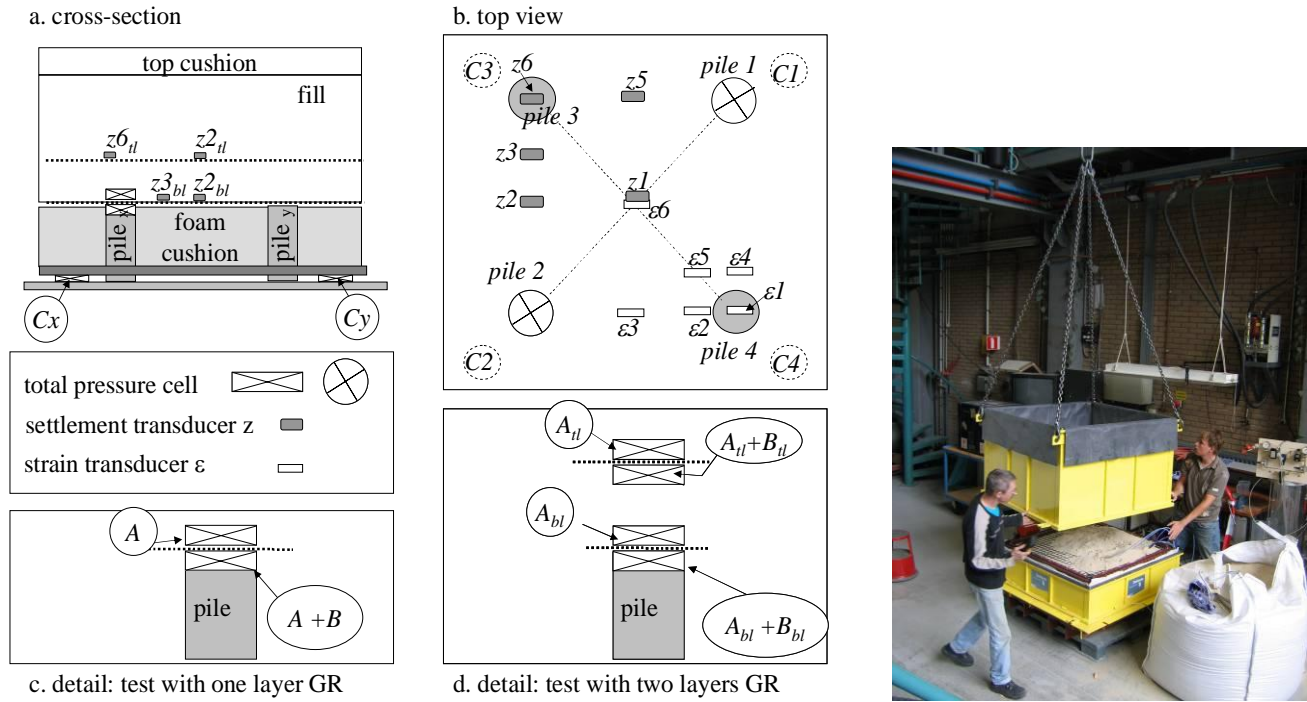 a. cross-section
top cushion
fill
z6tl
z2tl
z3bl
z2bl
pile x
foam
cushion
pile y
Cx
Cy
total pressure cell
settlement transducer z
strain transducer ε
A
pile
A +B
c. detail: test with one layer GR
b. top view
C3
z6
z5
pile 1
C1
pile 3
z3
z1
z2
ε6
pile 2
ε5
ε4
ε1
ε3
ε2
pile 4
C2
C4
Atl
Atl+Btl
Abl
pile
Abl +Bbl
d. detail: test with two layers GR